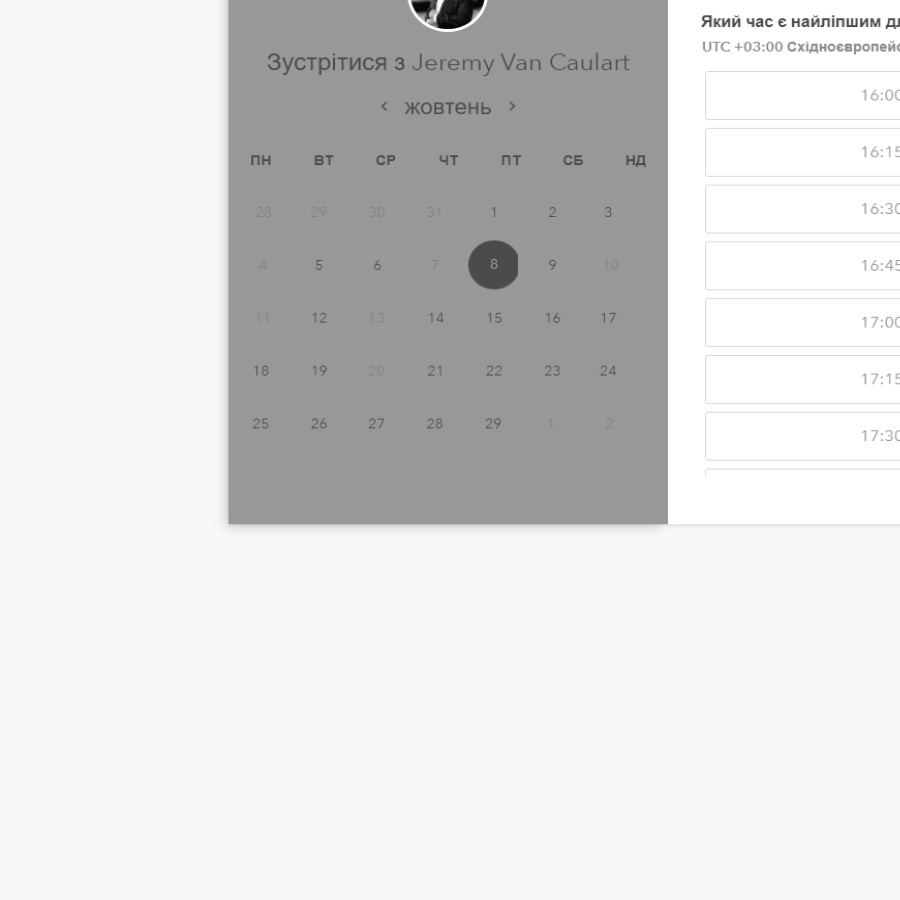 Зустрітися з Jeremy Van Caulart
жовтень
ПН ВТ СР ЧТ ПТ СБ НД
28 29 30 31 1 2 3
4 5 6 7 8 9 10
11 12 13 14 15 16 17
18 19 20 21 22 23 24
25 26 27 28 29 1 2
Який час є найліпшим
UTC +03:00
16:00
16:15
16:30
16:45
17:00
17:15
17:30